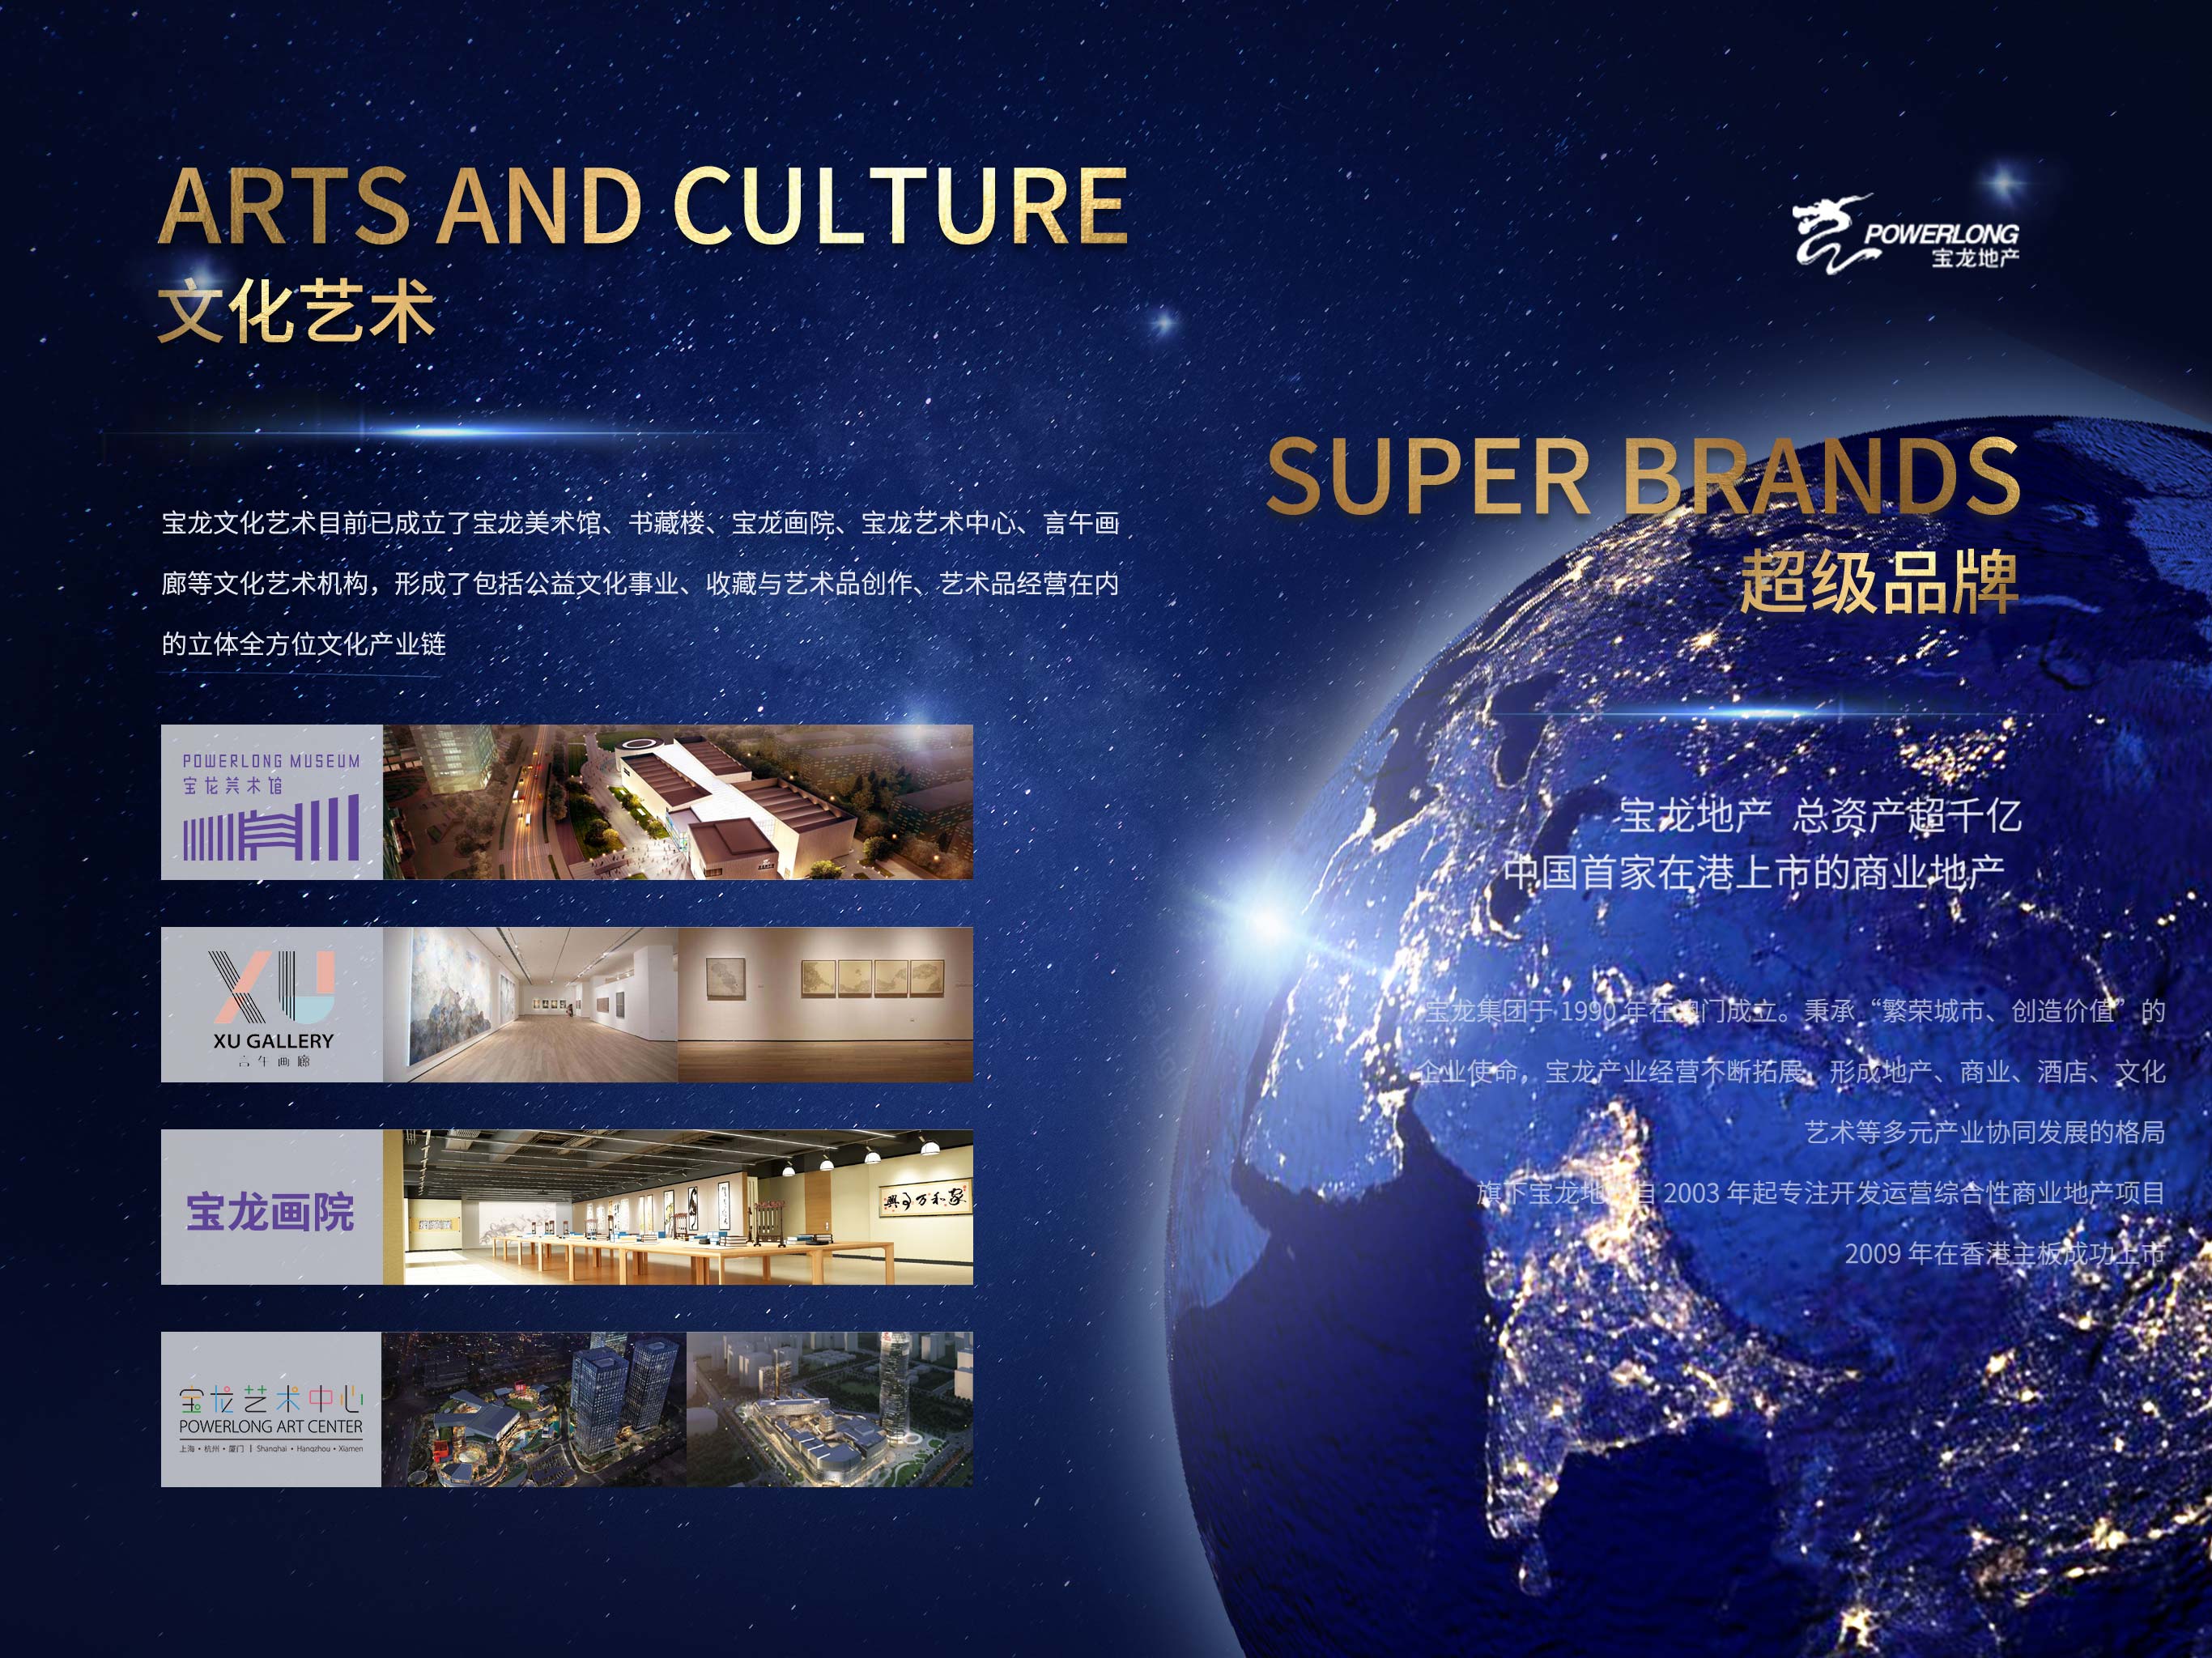 ARTS AND CULTURE
文化艺术
宝龙文化艺术目前已成立了宝龙美术馆、书藏楼、宝龙画院、宝龙艺术中心、言午画
廊等文化艺术机构，形成了包括公益文化事业、收藏与艺术品创作、艺术品经营在内
的立体全方位文化产业链
POWERLONG MUSEUM
宝龙美术馆
XU
XU GALLERY
言午画廊
宝龙画院
宝龙艺术中心
POWERLONG ART CENTER
上海·杭州·厦门 | Shanghai·Hangzhou·Xiamen
POWERLONG
宝龙地产
SUPER BRANDS
超级品牌
宝龙地产 总资产超千亿
中国首家在港上市的商业地产
宝龙集团于 1990 年在澳门成立。秉承“繁荣城市、创造价值”的
企业使命，宝龙产业经营不断拓展，形成地产、商业、酒店、文化
艺术等多元产业协同发展的格局
旗下宝龙地 自 2003 年起专注开发运营综合性商业地产项目
2009 年在香港主板成功上市